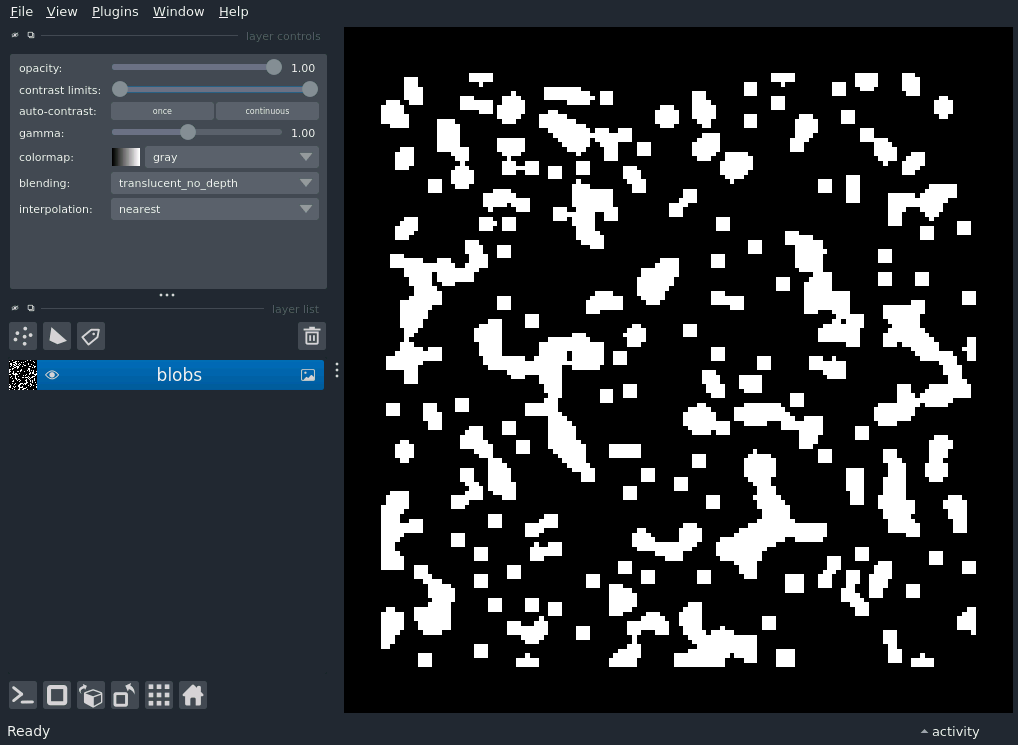 File View Plugins Window Help
layer controls
opacity: 1.00
contrast limits:
auto-contrast: once continuous
gamma: 1.00
colormap: gray
blending: translucent_no_depth
interpolation: nearest
layer list
blobs
Ready activity